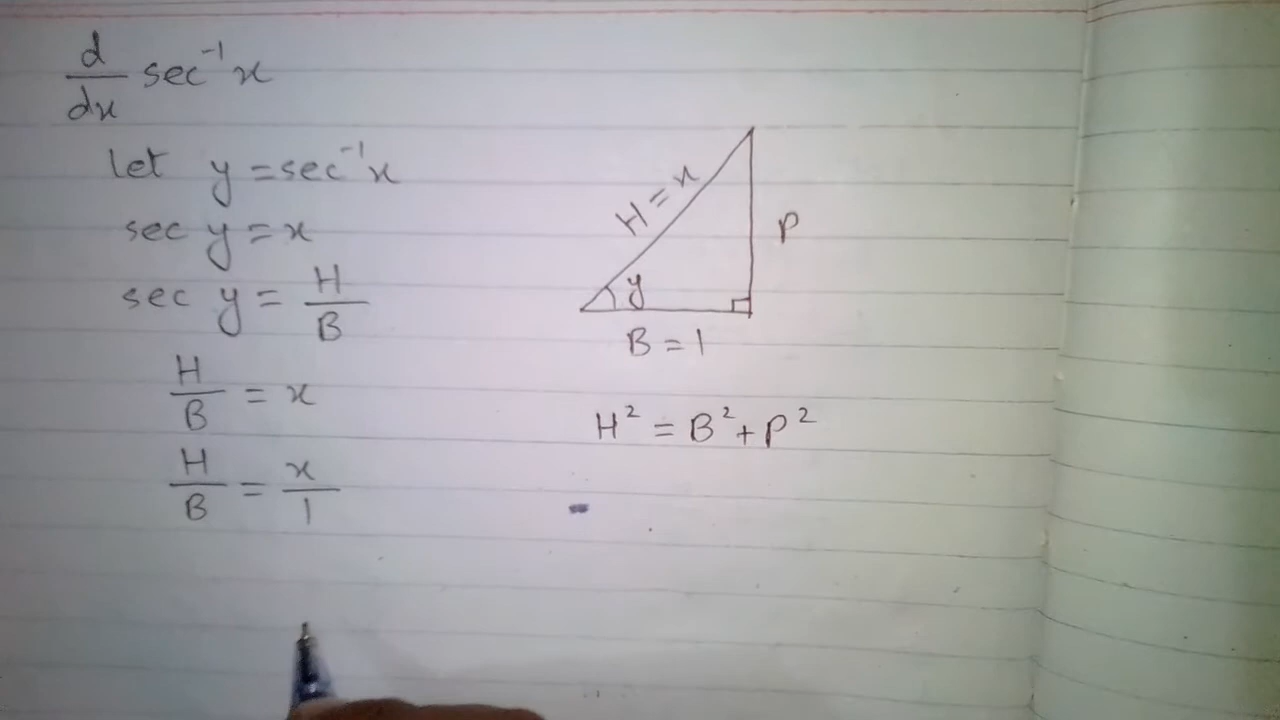 d/dx sec⁻¹x
let y = sec⁻¹x
sec y = x
sec y = H/B
H/B = x
H/B = x/1
H = x
P
y
B = 1
H² = B² + P²